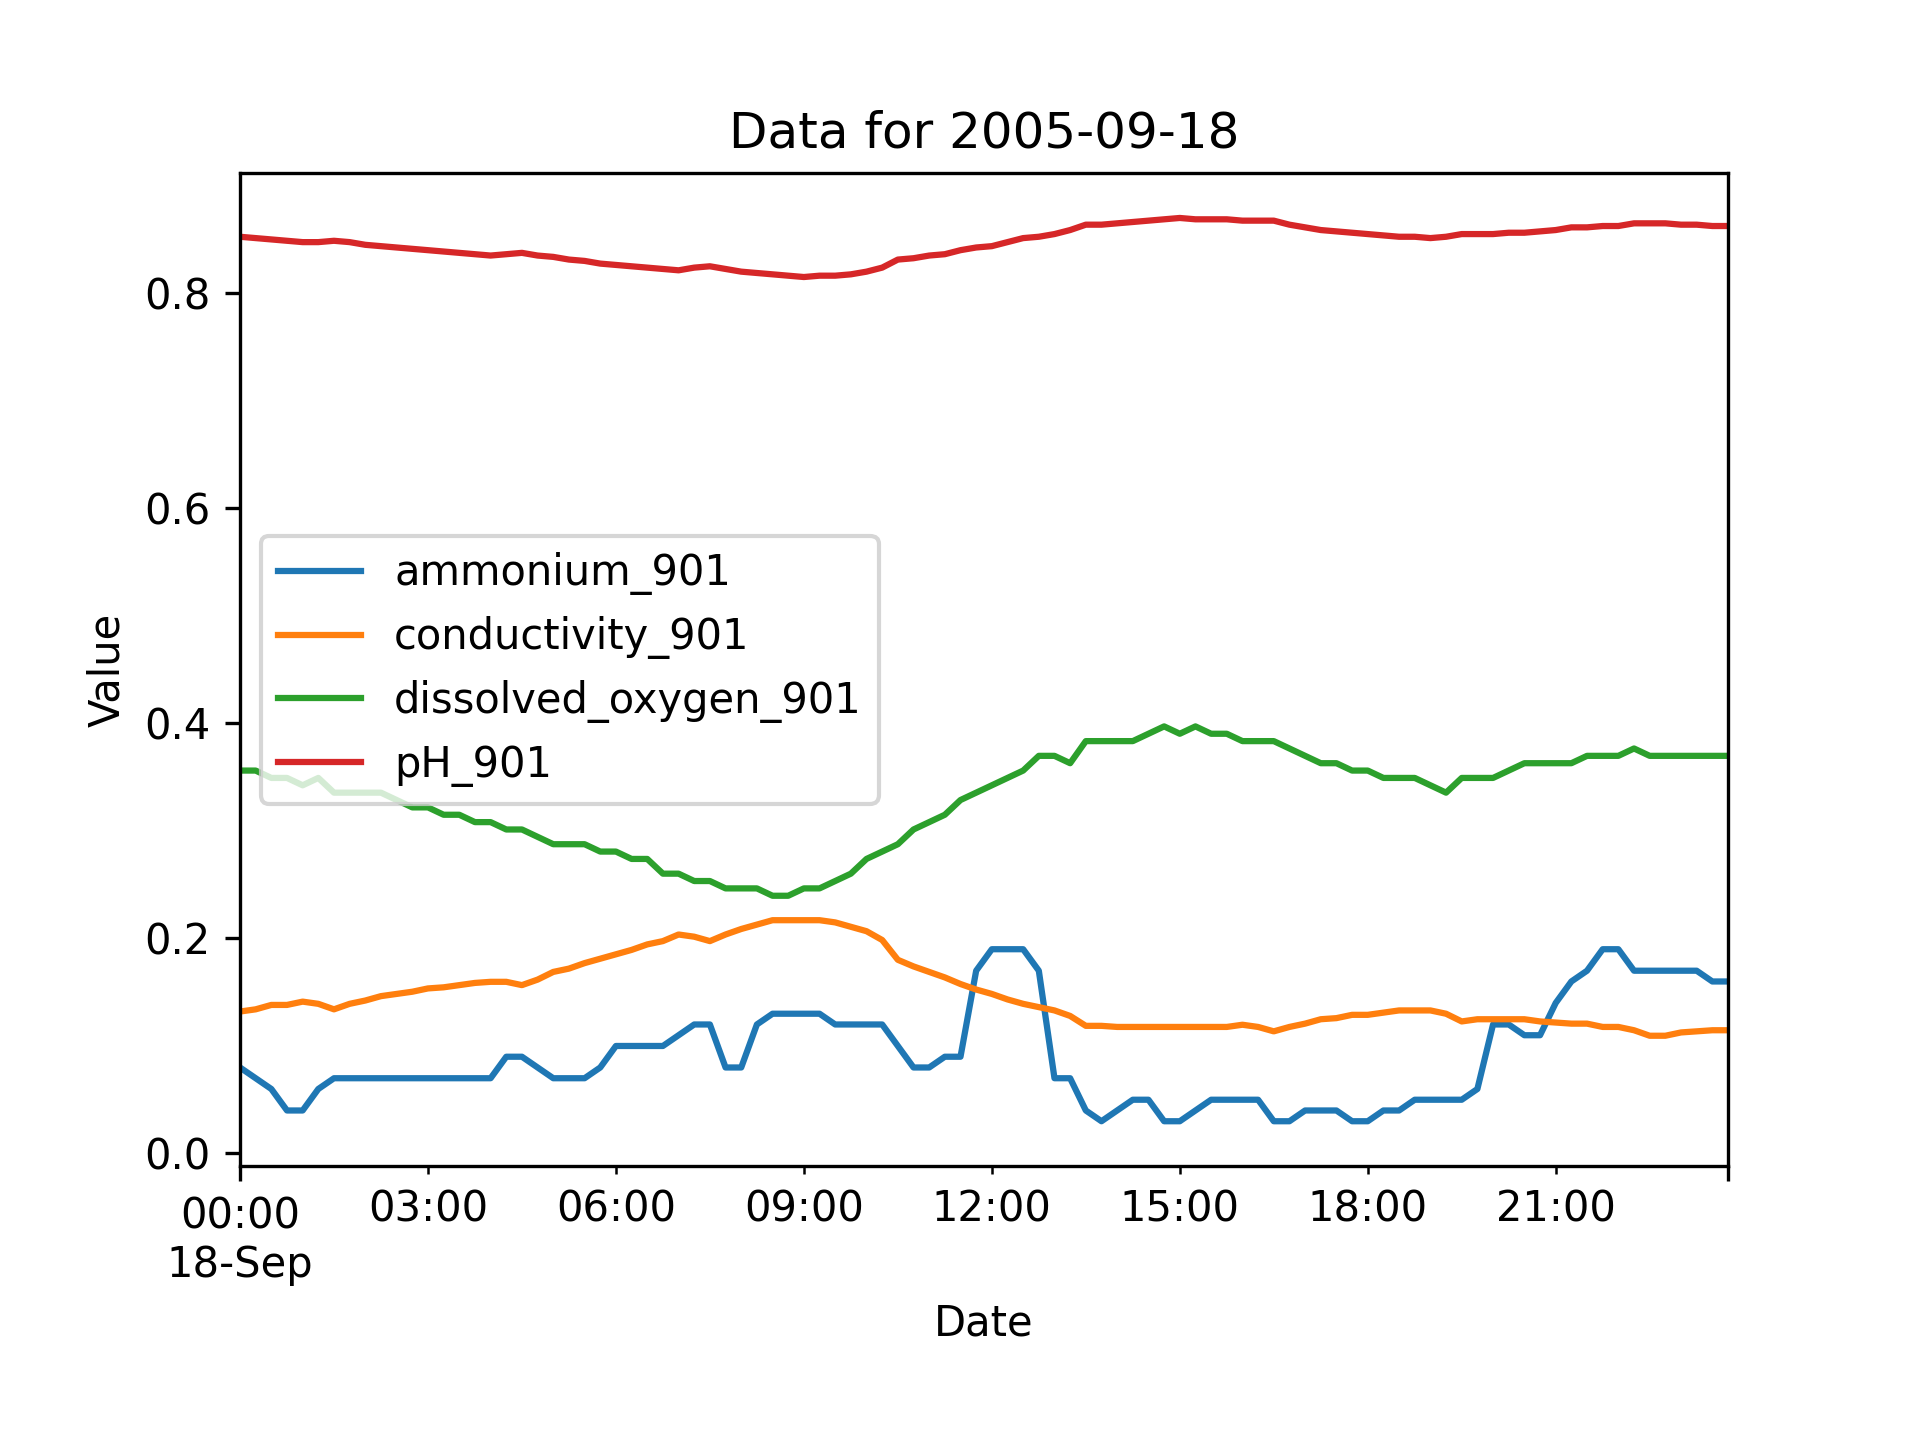 Data for 2005-09-18
Value
0.8
0.6
0.4
0.2
0.0
ammonium_901
conductivity_901
dissolved_oxygen_901
pH_901
00:00 03:00 06:00 09:00 12:00 15:00 18:00 21:00
18-Sep
Date